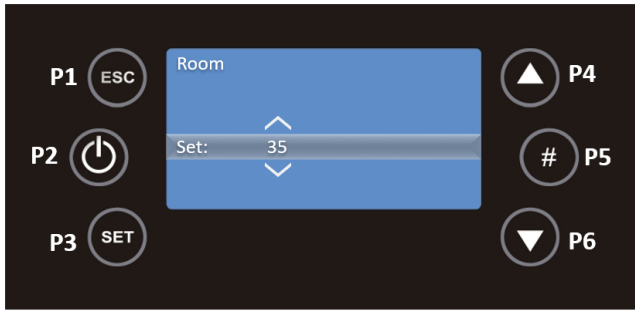 P1 ESC
Room
P4
P2
Set: 35
# P5
P3 SET
P6